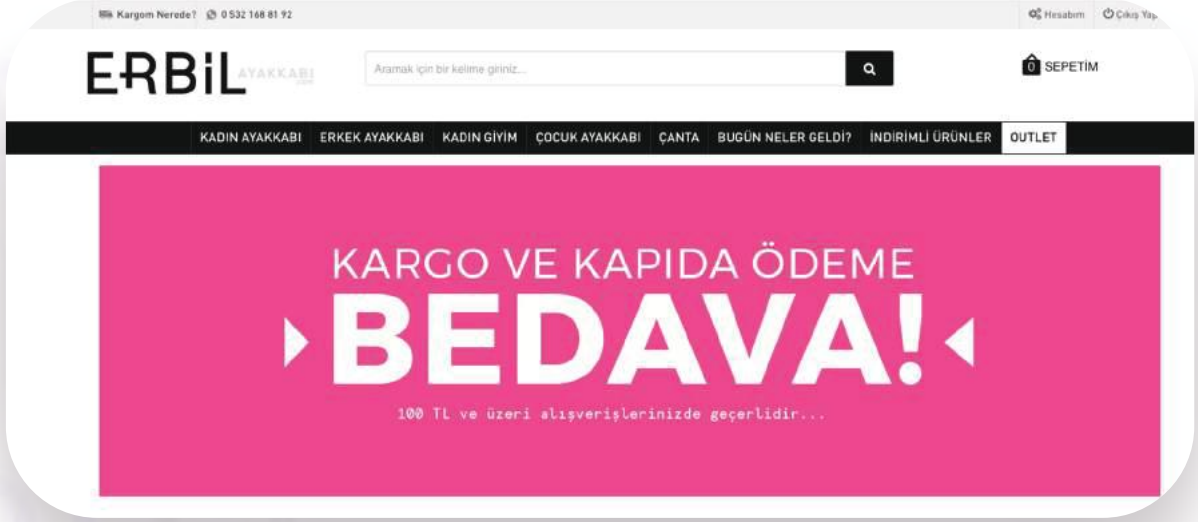 Kargom Nerede? 0 532 168 81 92
Hesabım Çıkış Yap
ERBiL AYAKKABI
.com
Aramak için bir kelime giriniz...
0 SEPETİM
KADIN AYAKKABI ERKEK AYAKKABI KADIN GİYİM ÇOCUK AYAKKABI ÇANTA BUGÜN NELER GELDİ? İNDİRİMLİ ÜRÜNLER OUTLET
KARGO VE KAPIDA ÖDEME
BEDAVA!
100 TL ve üzeri alışverişlerinizde geçerlidir...